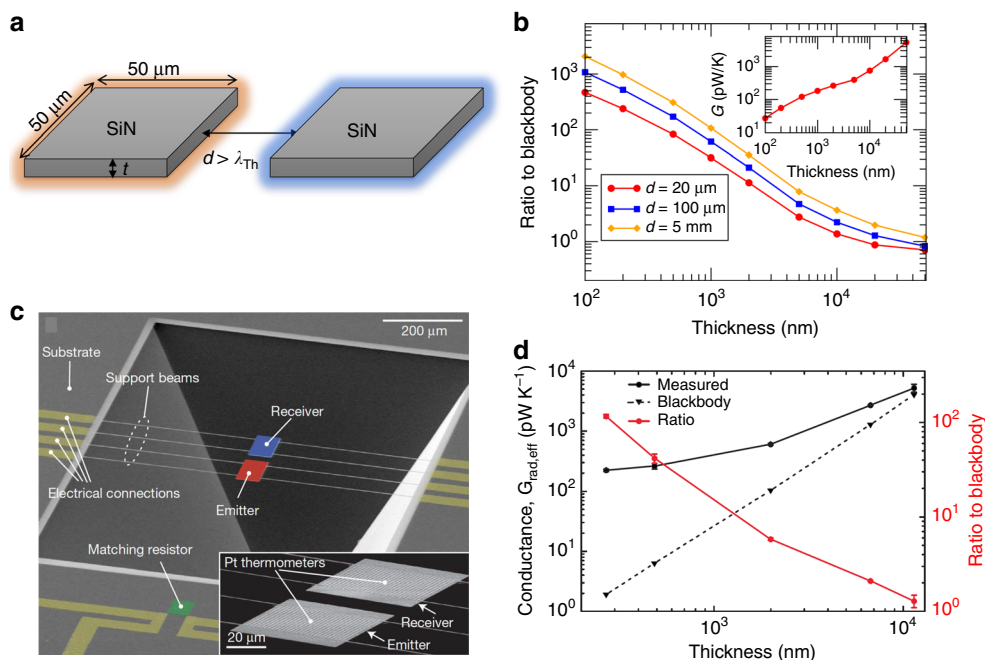 a
50 μm
50 μm
SiN
SiN
t
d > λTh
b
Ratio to blackbody
10³
10²
10¹
10⁰
10²
10³
10⁴
Thickness (nm)
d = 20 μm
d = 100 μm
d = 5 mm
G (pW/K)
10³
10²
10¹
10²
10³
10⁴
Thickness (nm)
c
200 μm
Substrate
Support beams
Receiver
Electrical connections
Emitter
Matching resistor
Pt thermometers
Receiver
Emitter
20 μm
d
Conductance, Grad,eff (pW K⁻¹)
10⁴
10³
10²
10¹
10⁰
Measured
Blackbody
Ratio
10²
10¹
10⁰
Ratio to blackbody
10³
10⁴
Thickness (nm)